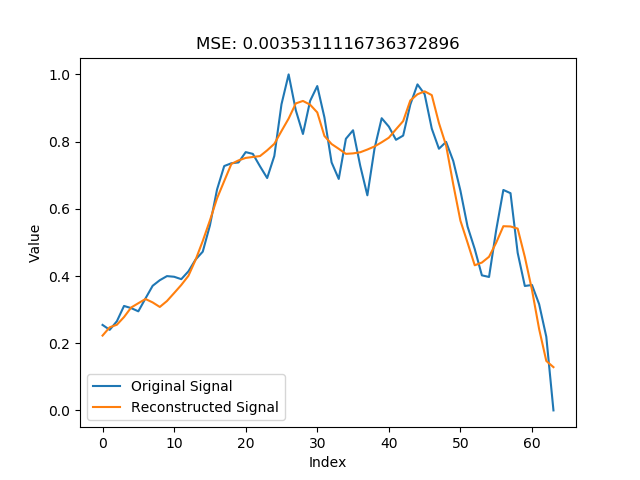 MSE: 0.0035311116736372896
1.0
0.8
0.6
0.4
0.2
0.0
Value
Original Signal
Reconstructed Signal
0 10 20 30 40 50 60
Index